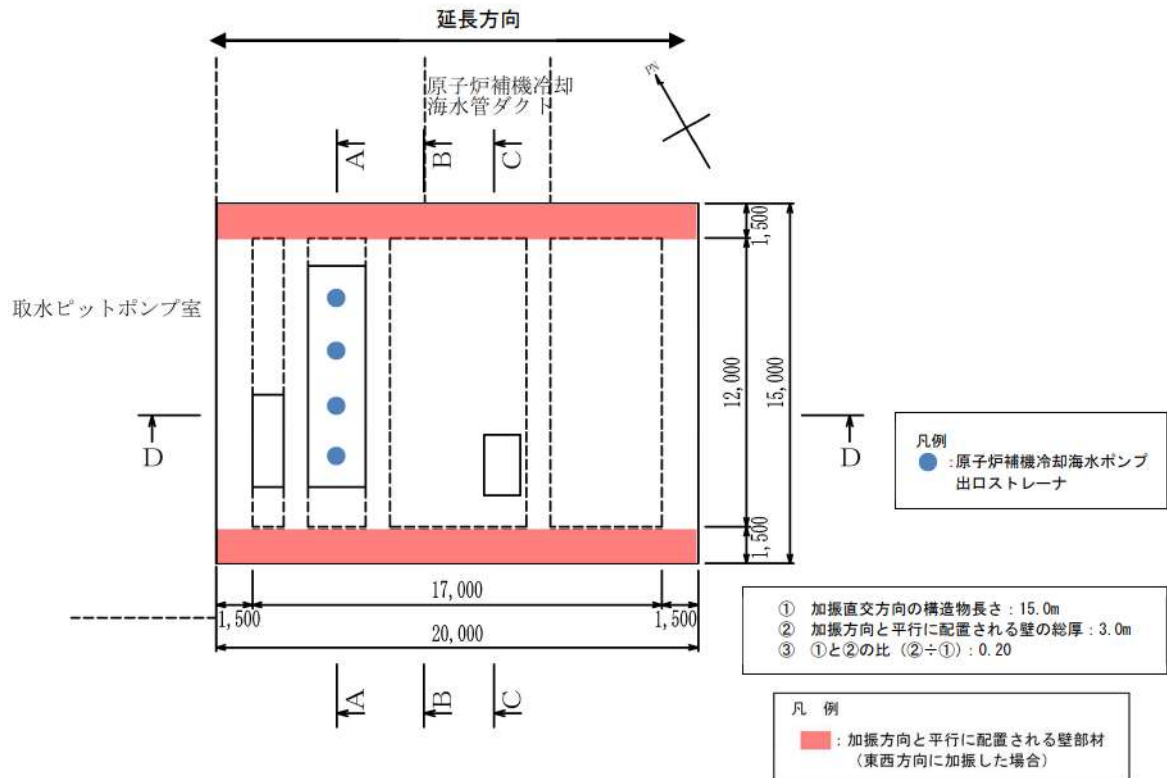 延長方向
原子炉補機冷却
海水管ダクト
PN
A
B
C
1,500
12,000
15,000
1,500
取水ピットポンプ室
D
D
凡例
:原子炉補機冷却海水ポンプ
出口ストレーナ
17,000
1,500
1,500
20,000
A
B
C
① 加振直交方向の構造物長さ：15.0m
② 加振方向と平行に配置される壁の総厚：3.0m
③ ①と②の比（②÷①）：0.20
凡 例
：加振方向と平行に配置される壁部材
（東西方向に加振した場合）